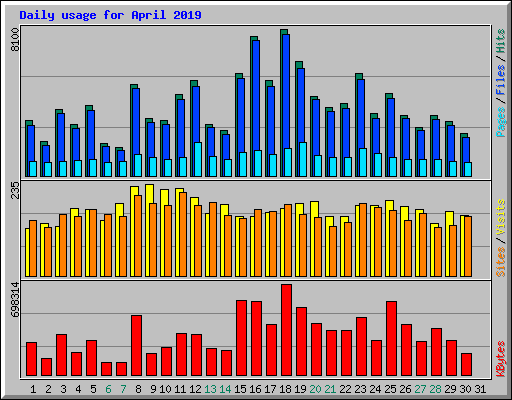 Daily usage for April 2019
8100
Pages / Files / Hits
235
Sites / Visits
698314
KBytes
1 2 3 4 5 6 7 8 9 10 11 12 13 14 15 16 17 18 19 20 21 22 23 24 25 26 27 28 29 30 31